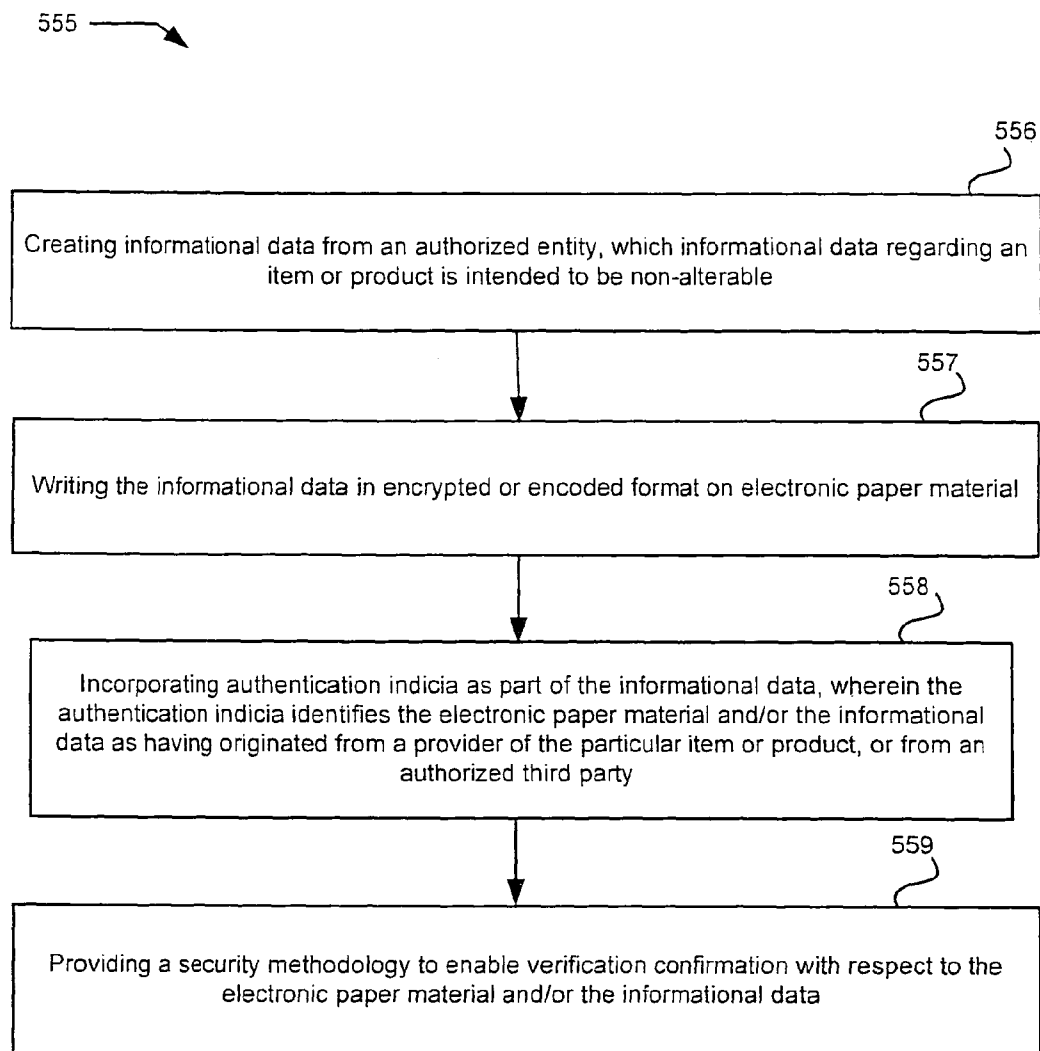 555
556
Creating informational data from an authorized entity, which informational data regarding an
item or product is intended to be non-alterable
557
Writing the informational data in encrypted or encoded format on electronic paper material
558
Incorporating authentication indicia as part of the informational data, wherein the
authentication indicia identifies the electronic paper material and/or the informational
data as having originated from a provider of the particular item or product, or from an
authorized third party
559
Providing a security methodology to enable verification confirmation with respect to the
electronic paper material and/or the informational data